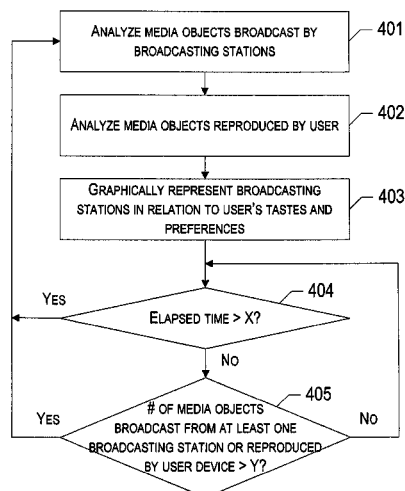 ANALYZE MEDIA OBJECTS BROADCAST BY
BROADCASTING STATIONS
401
ANALYZE MEDIA OBJECTS REPRODUCED BY USER
402
GRAPHICALLY REPRESENT BROADCASTING
STATIONS IN RELATION TO USER'S TASTES AND
PREFERENCES
403
YES
ELAPSED TIME > X?
404
NO
YES
# OF MEDIA OBJECTS
BROADCAST FROM AT LEAST ONE
BROADCASTING STATION OR REPRODUCED
BY USER DEVICE > Y?
405
NO